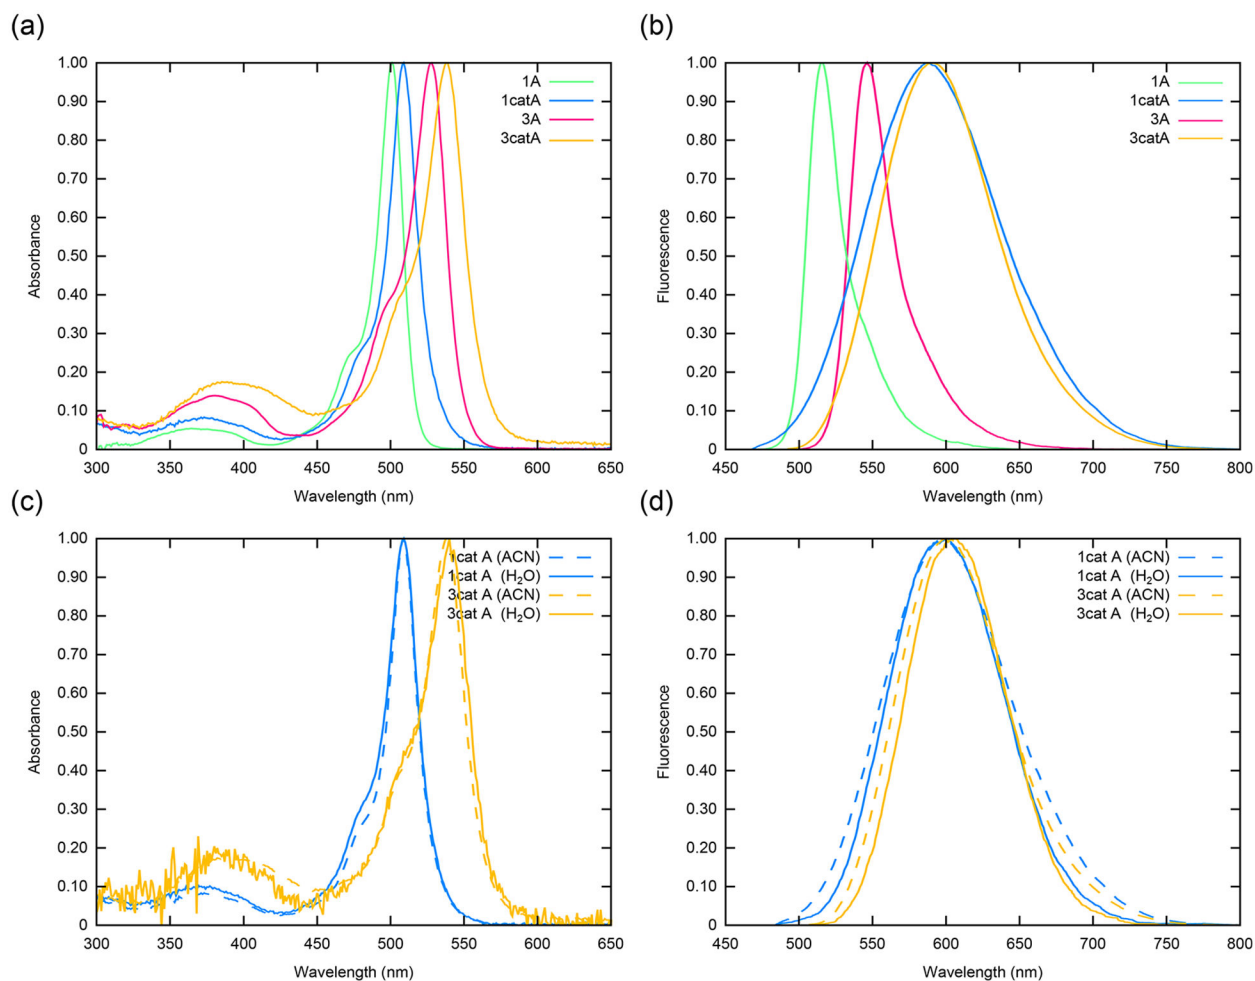 (a)
1.00
0.90
0.80
0.70
0.60
0.50
0.40
0.30
0.20
0.10
0
Absorbance
1A
1catA
3A
3catA
300 350 400 450 500 550 600 650
Wavelength (nm)
(b)
1.00
0.90
0.80
0.70
0.60
0.50
0.40
0.30
0.20
0.10
0
Fluorescence
1A
1catA
3A
3catA
450 500 550 600 650 700 750 800
Wavelength (nm)
(c)
1.00
0.90
0.80
0.70
0.60
0.50
0.40
0.30
0.20
0.10
0
Absorbance
1cat A (ACN)
1cat A (H₂O)
3cat A (ACN)
3cat A (H₂O)
300 350 400 450 500 550 600 650
Wavelength (nm)
(d)
1.00
0.90
0.80
0.70
0.60
0.50
0.40
0.30
0.20
0.10
0
Fluorescence
1cat A (ACN)
1cat A (H₂O)
3cat A (ACN)
3cat A (H₂O)
450 500 550 600 650 700 750 800
Wavelength (nm)